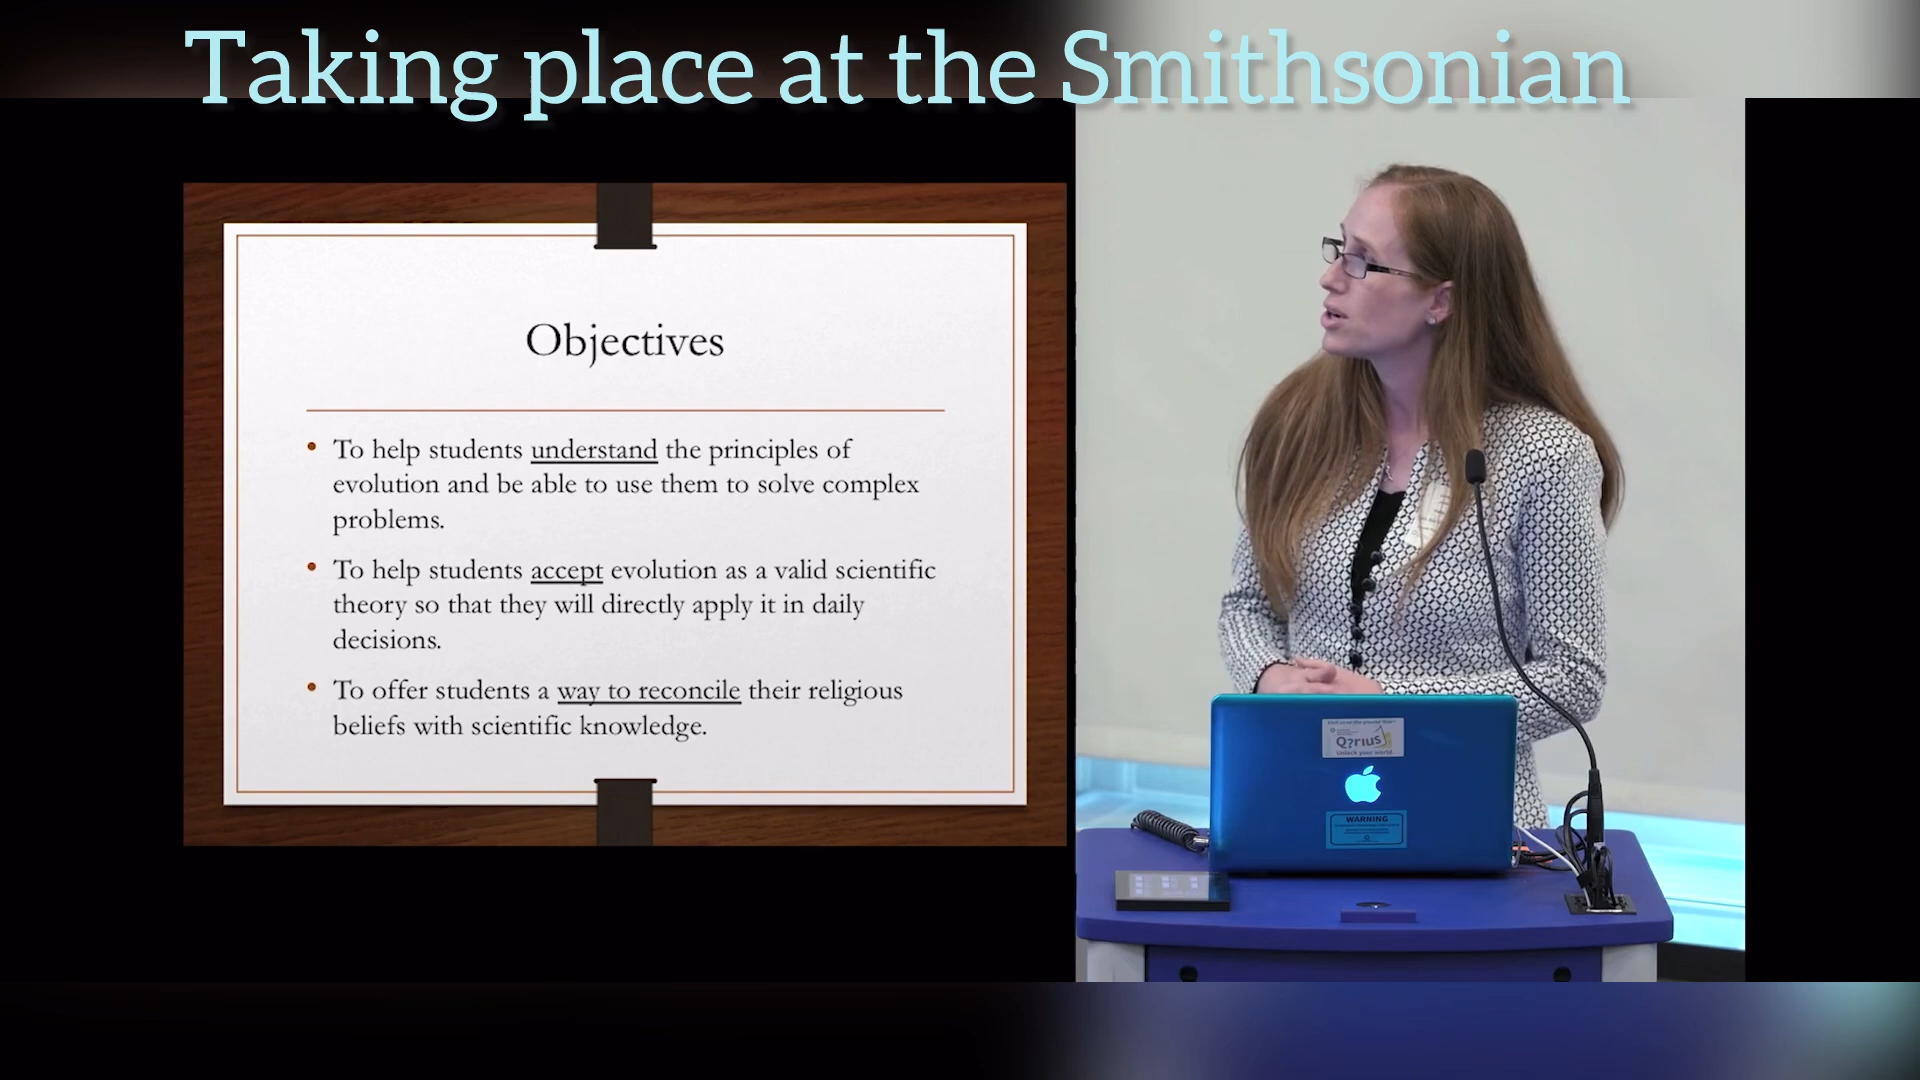 Taking place at the Smithsonian
Objectives
• To help students understand the principles of
evolution and be able to use them to solve complex
problems.
• To help students accept evolution as a valid scientific
theory so that they will directly apply it in daily
decisions.
• To offer students a way to reconcile their religious
beliefs with scientific knowledge.
Q?rius
Unlock your world.
WARNING